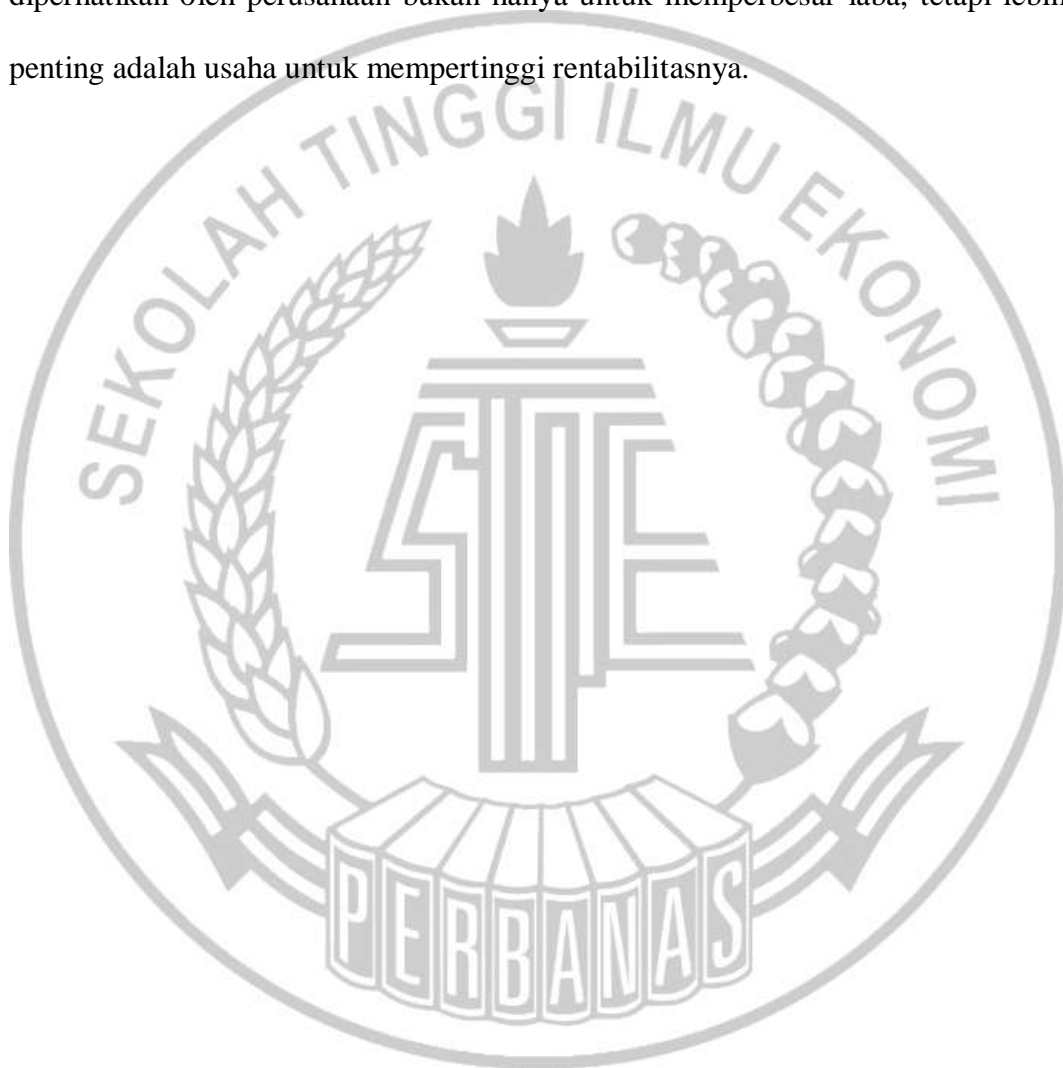 diperhatikan oleh perusahaan bukan hanya untuk memperbesar laba, tetapi lebih
penting adalah usaha untuk mempertinggi rentabilitasnya.
SEKOLAH TINGGI ILMU EKONOMI
STIE
PERBANAS